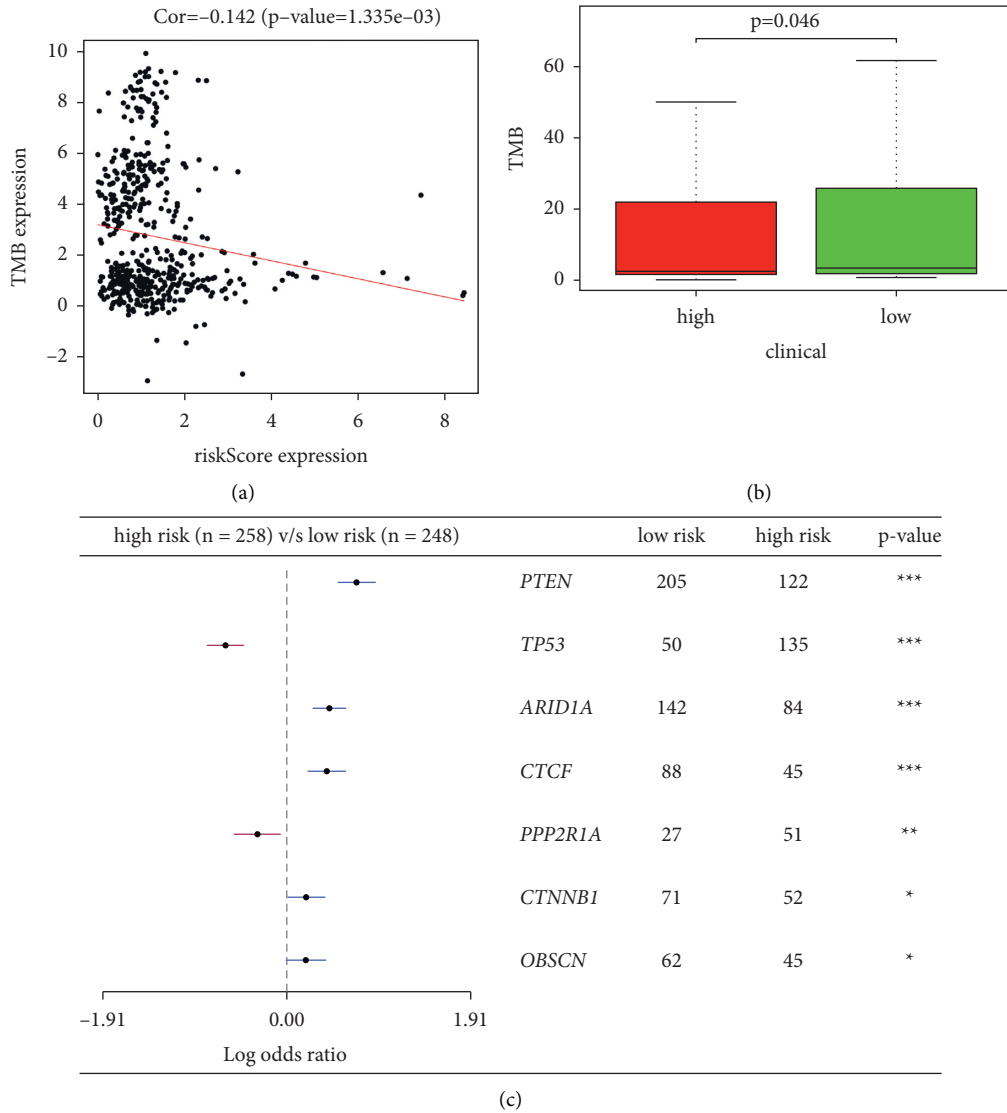 Cor=–0.142 (p–value=1.335e–03)
10
8
6
4
2
0
–2
TMB expression
0 2 4 6 8
riskScore expression
(a)
p=0.046
60
40
20
0
TMB
high low
clinical
(b)
high risk (n = 258) v/s low risk (n = 248) low risk high risk p-value
PTEN 205 122 ***
TP53 50 135 ***
ARID1A 142 84 ***
CTCF 88 45 ***
PPP2R1A 27 51 **
CTNNB1 71 52 *
OBSCN 62 45 *
–1.91 0.00 1.91
Log odds ratio
(c)